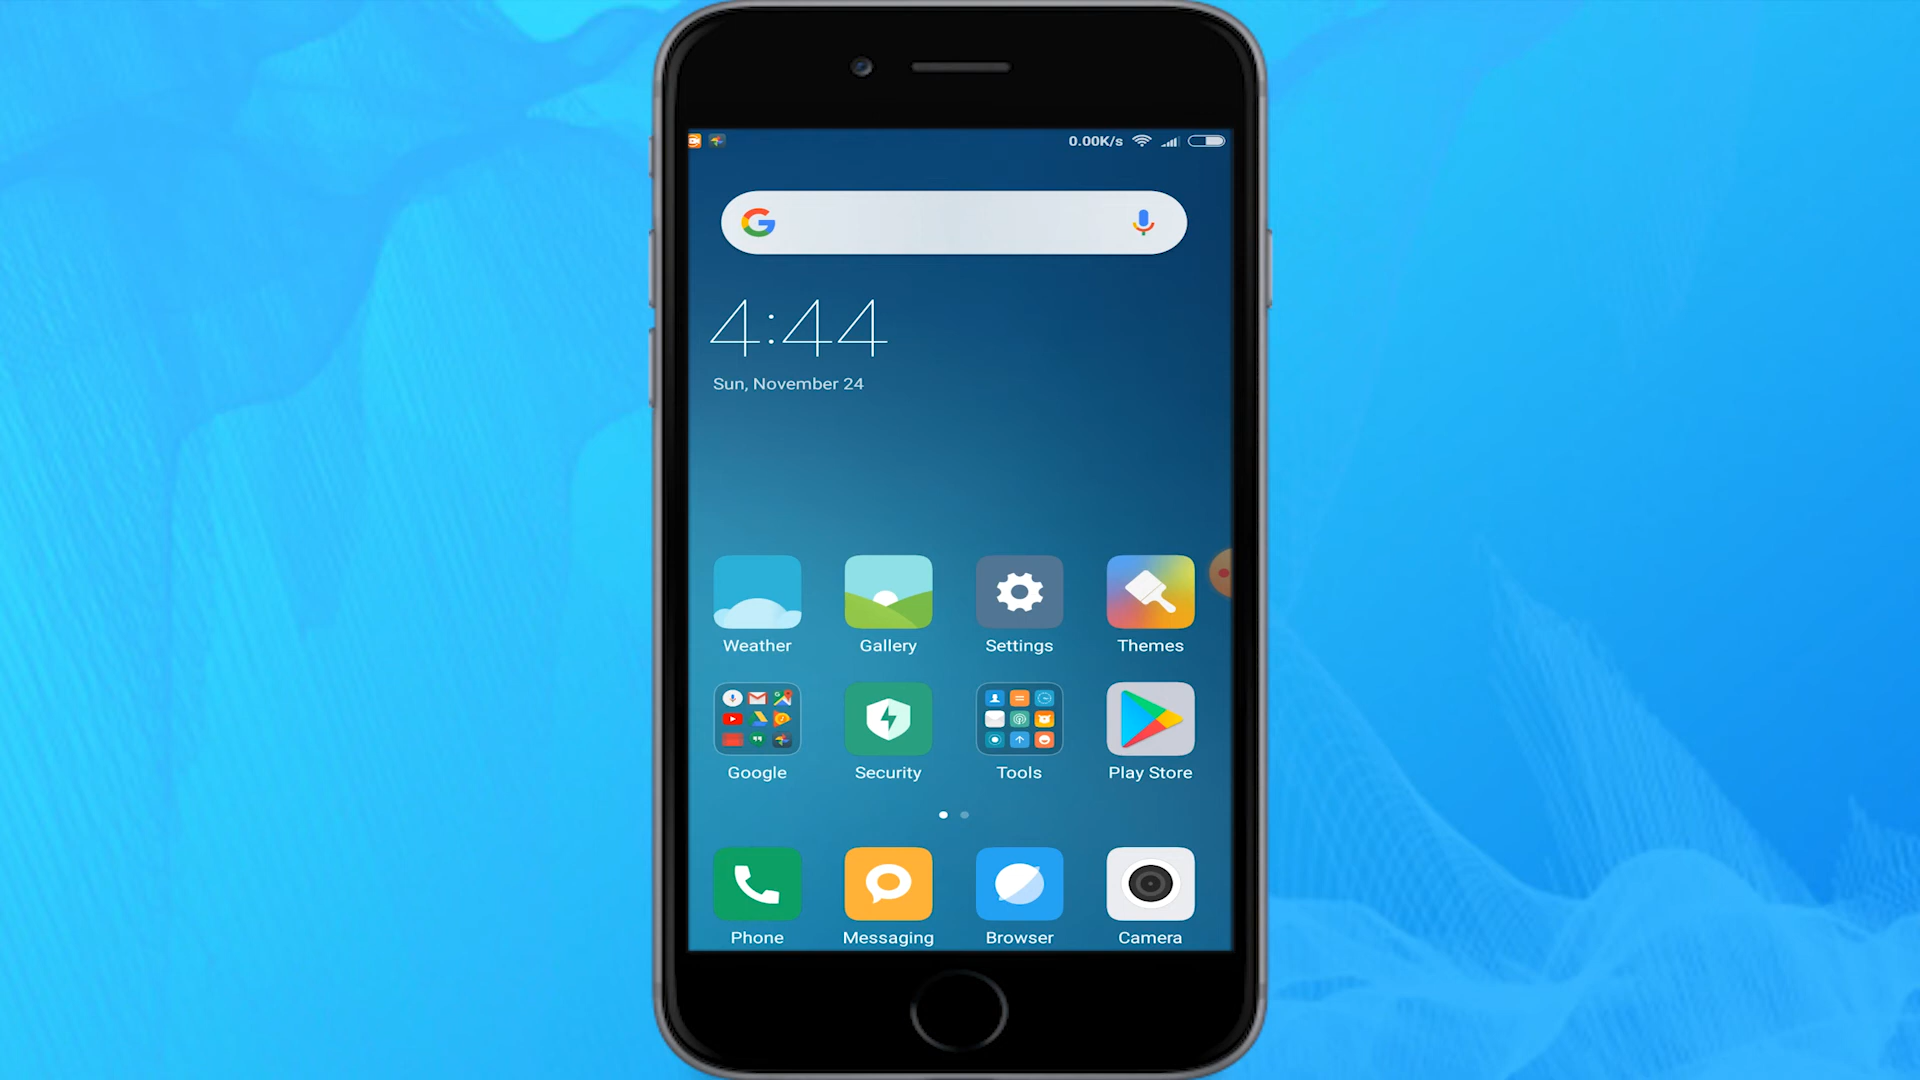 0.00K/s
4:44
Sun, November 24
Weather Gallery Settings Themes
Google Security Tools Play Store
Phone Messaging Browser Camera